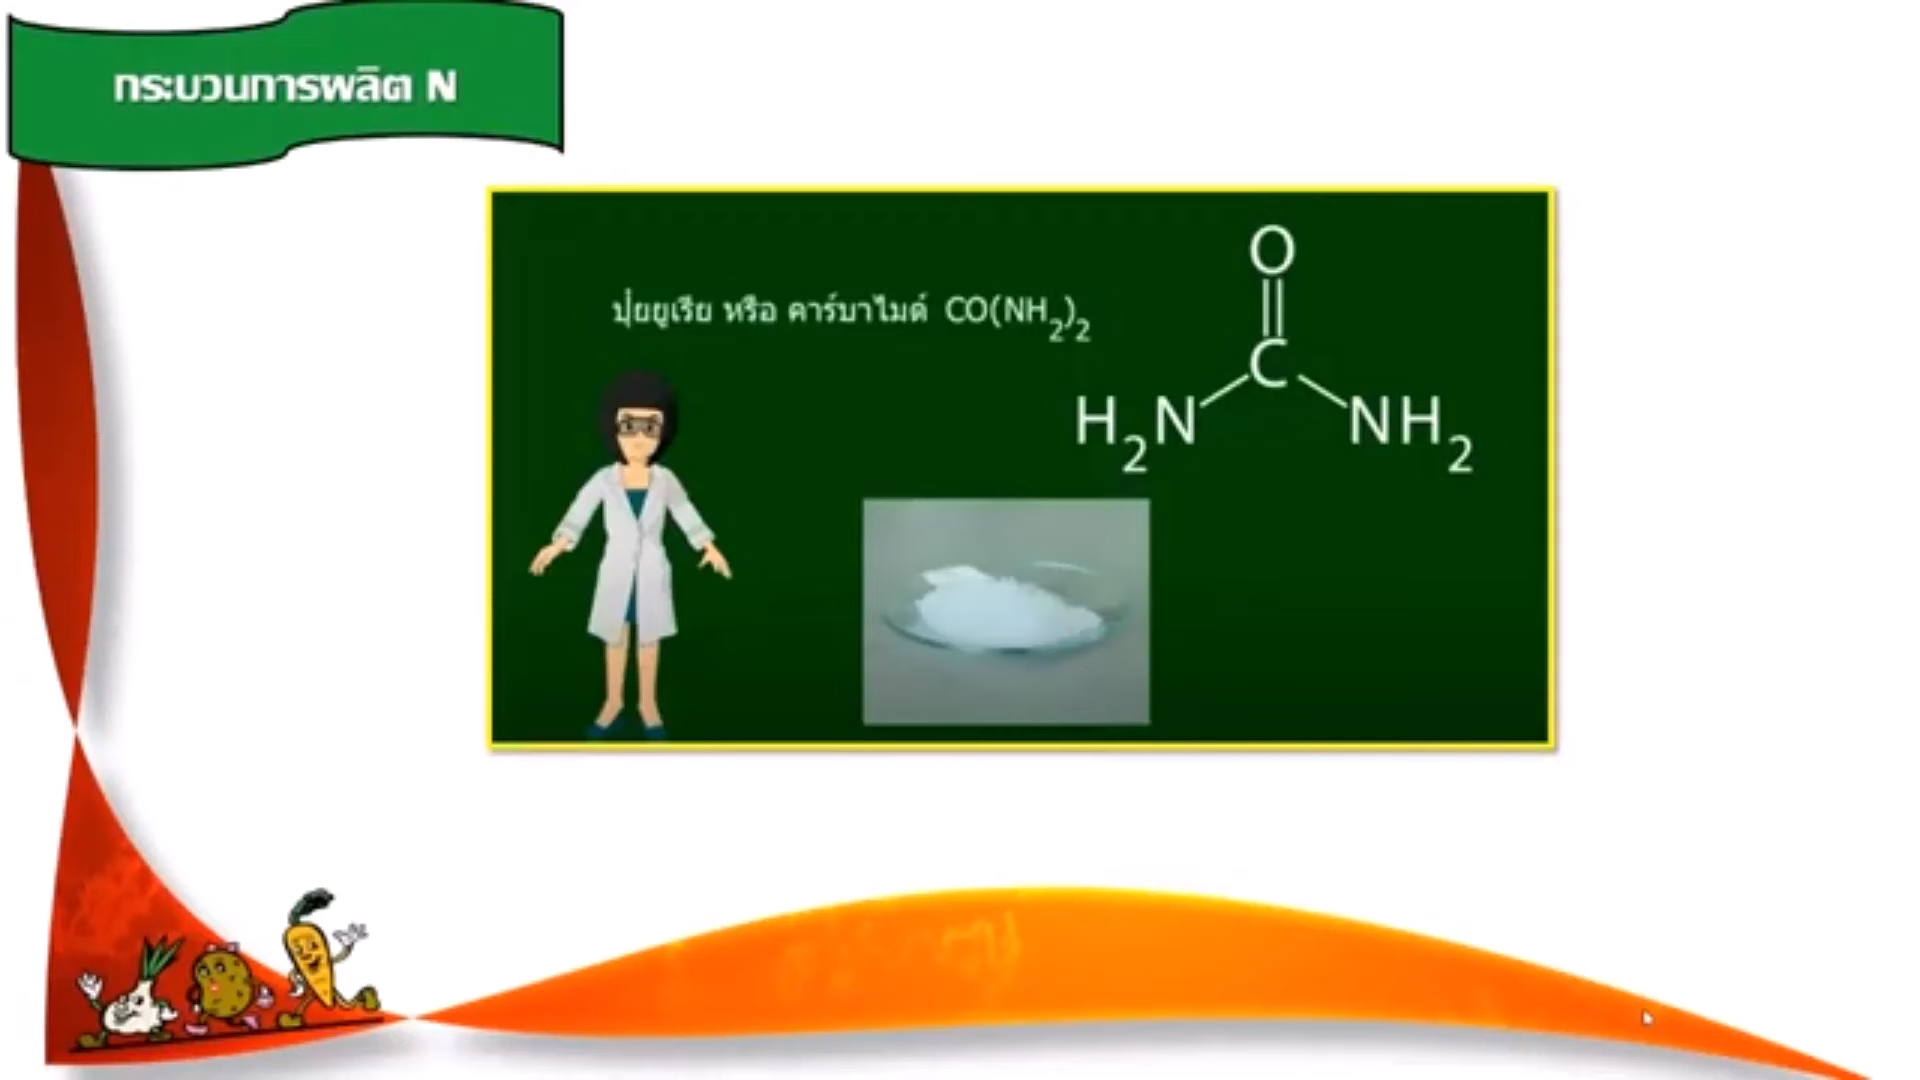 กระบวนการผลิต N
ปุ๋ยยูเรีย หรือ คาร์บาไมด์ CO(NH₂)₂
O
C
H₂N NH₂